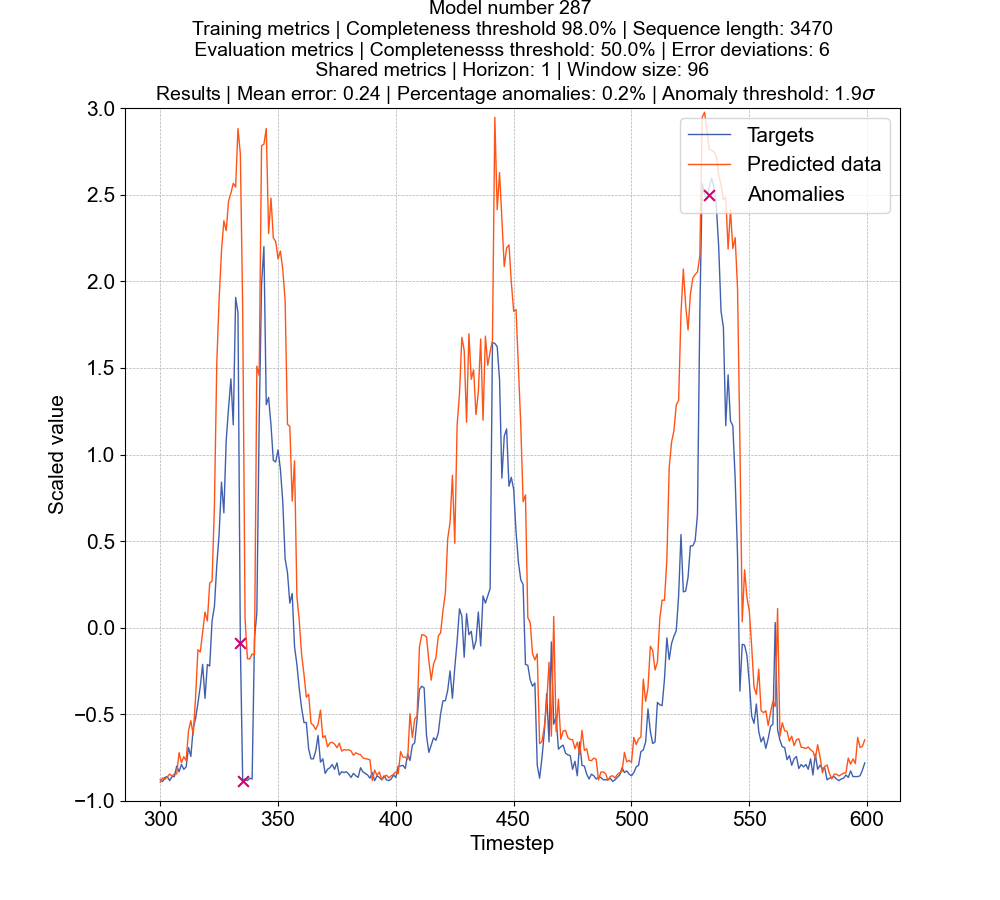 Model number 287
Training metrics | Completeness threshold 98.0% | Sequence length: 3470
Evaluation metrics | Completenesss threshold: 50.0% | Error deviations: 6
Shared metrics | Horizon: 1 | Window size: 96
Results | Mean error: 0.24 | Percentage anomalies: 0.2% | Anomaly threshold: 1.9σ
Targets
Predicted data
Anomalies
3.0
2.5
2.0
1.5
1.0
0.5
0.0
−0.5
−1.0
Scaled value
300
350
400
450
500
550
600
Timestep